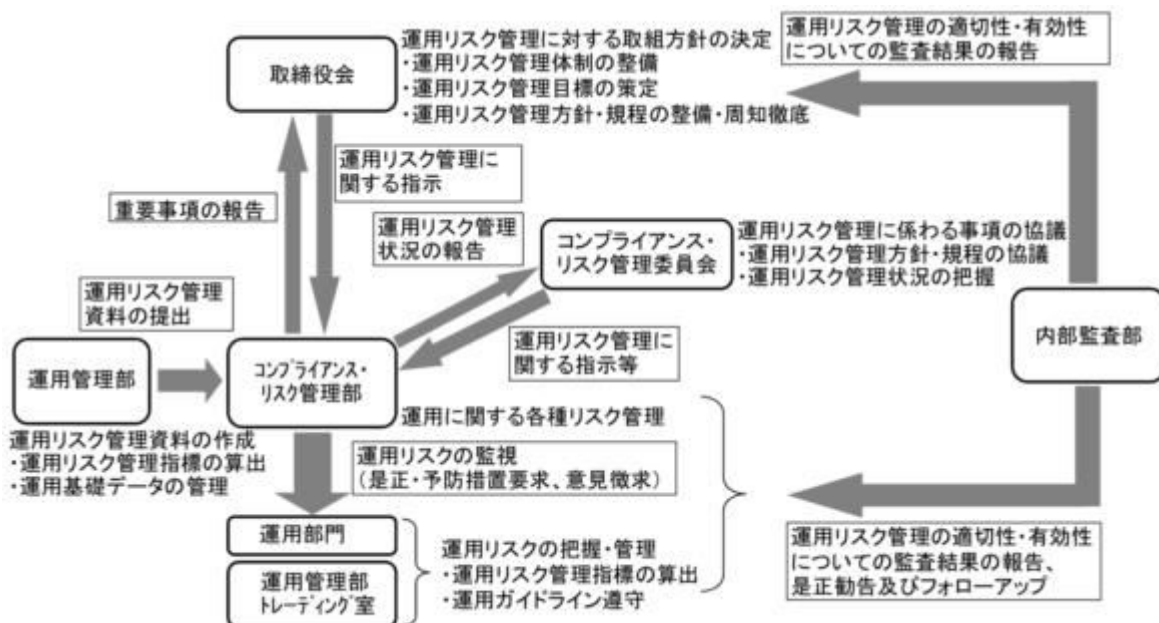 取締役会
運用リスク管理に対する取組方針の決定
・運用リスク管理体制の整備
・運用リスク管理目標の策定
・運用リスク管理方針・規程の整備・周知徹底
運用リスク管理の適切性・有効性
についての監査結果の報告
運用リスク管理に
関する指示
重要事項の報告
運用リスク管理
状況の報告
コンプライアンス・
リスク管理委員会
運用リスク管理に係わる事項の協議
・運用リスク管理方針・規程の協議
・運用リスク管理状況の把握
運用リスク管理
資料の提出
運用リスク管理に
関する指示等
内部監査部
運用管理部
コンプライアンス・
リスク管理部
運用に関する各種リスク管理
運用リスク管理資料の作成
・運用リスク管理指標の算出
・運用基礎データの管理
運用リスクの監視
(是正・予防措置要求、意見徴求)
運用部門
運用管理部
トレーディング室
運用リスクの把握・管理
・運用リスク管理指標の算出
・運用ガイドライン遵守
運用リスク管理の適切性・有効性
についての監査結果の報告、
是正勧告及びフォローアップ